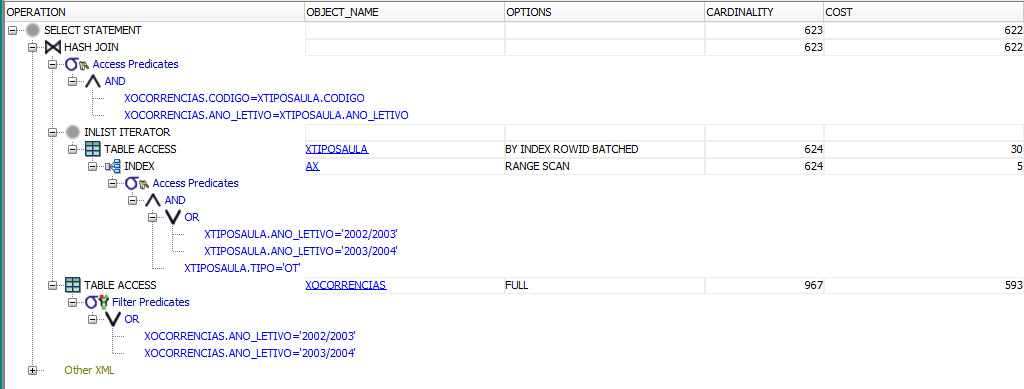 OPERATION OBJECT_NAME OPTIONS CARDINALITY COST
SELECT STATEMENT 623 622
HASH JOIN 623 622
Access Predicates
AND
XOCORRENCIAS.CODIGO=XTIPOSAULA.CODIGO
XOCORRENCIAS.ANO_LETIVO=XTIPOSAULA.ANO_LETIVO
INLIST ITERATOR
TABLE ACCESS XTIPOSAULA BY INDEX ROWID BATCHED 624 30
INDEX AX RANGE SCAN 624 5
Access Predicates
AND
OR
XTIPOSAULA.ANO_LETIVO='2002/2003'
XTIPOSAULA.ANO_LETIVO='2003/2004'
XTIPOSAULA.TIPO='OT'
TABLE ACCESS XOCORRENCIAS FULL 967 593
Filter Predicates
OR
XOCORRENCIAS.ANO_LETIVO='2002/2003'
XOCORRENCIAS.ANO_LETIVO='2003/2004'
Other XML